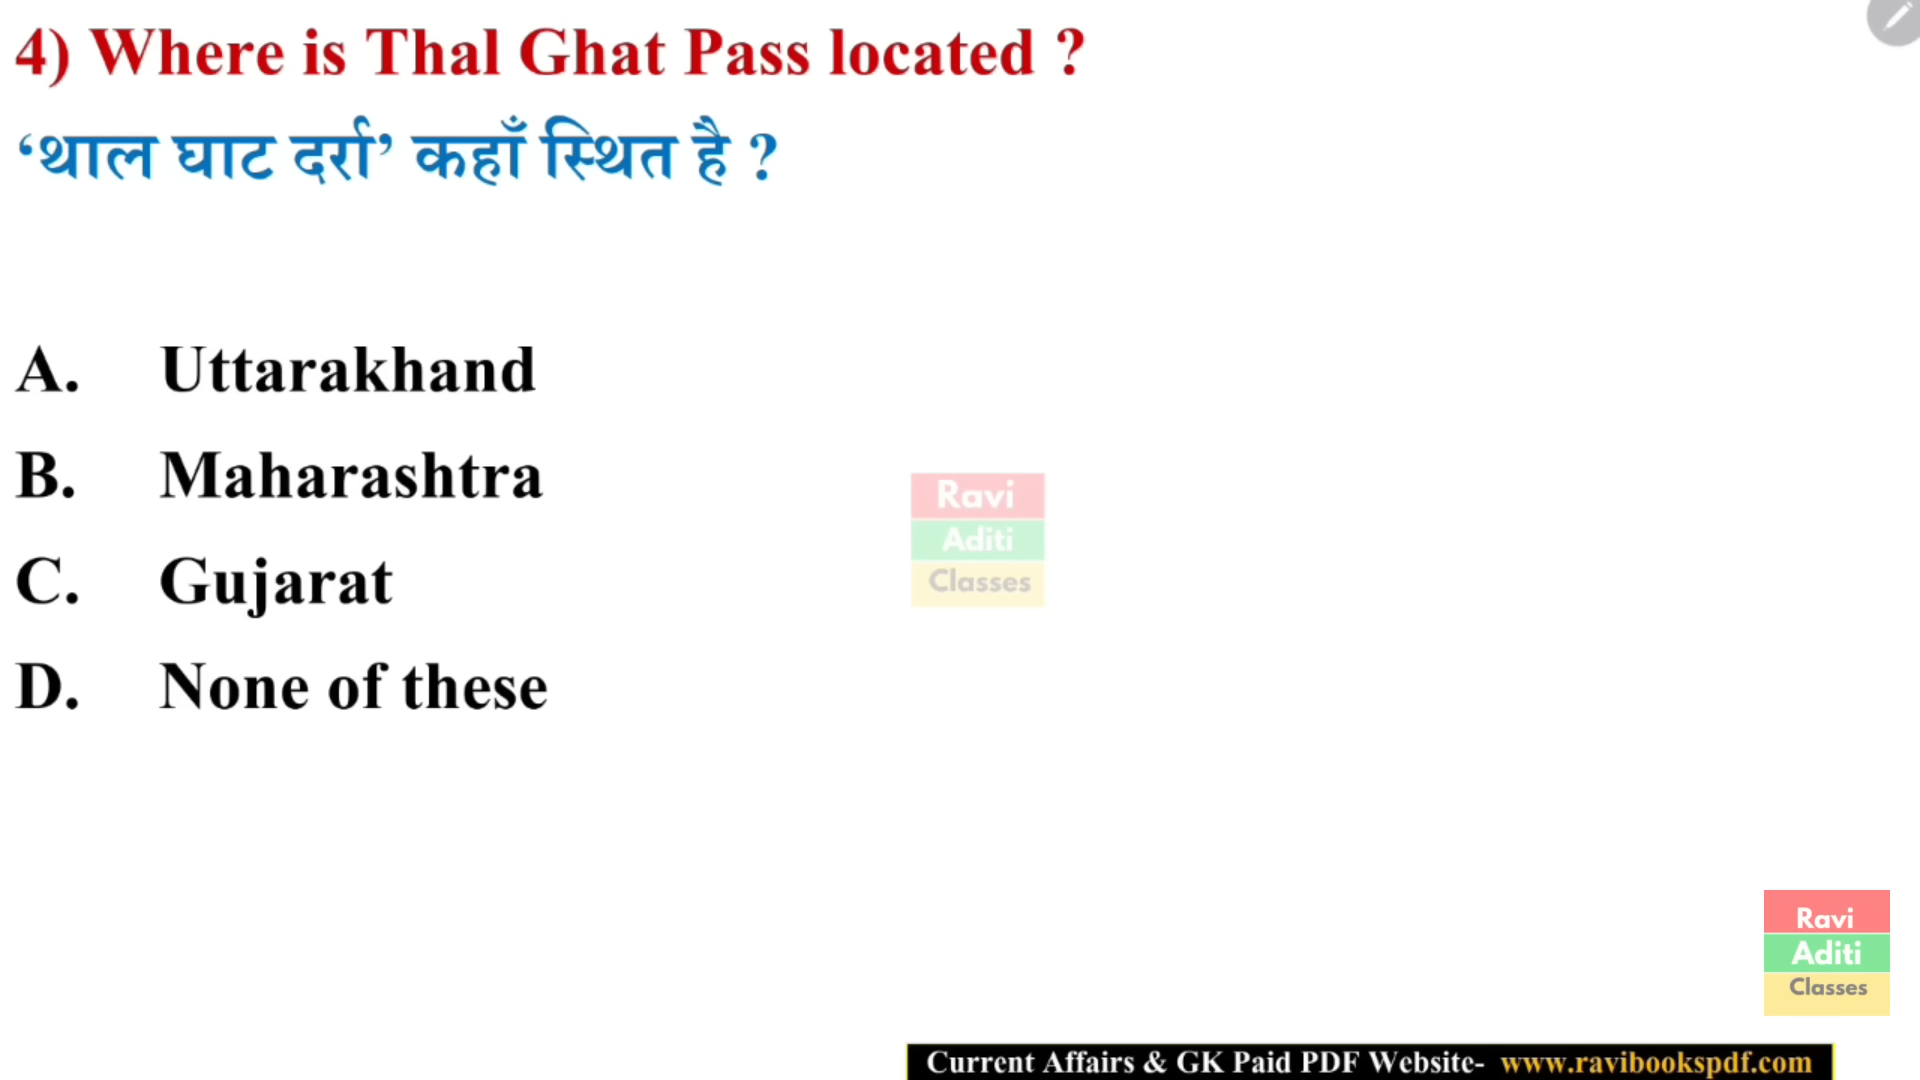 4) Where is Thal Ghat Pass located ?
‘थाल घाट दर्रा’ कहाँ स्थित है ?
A. Uttarakhand
B. Maharashtra
C. Gujarat
D. None of these
Ravi
Aditi
Classes
Ravi
Aditi
Classes
Current Affairs & GK Paid PDF Website- www.ravibookspdf.com